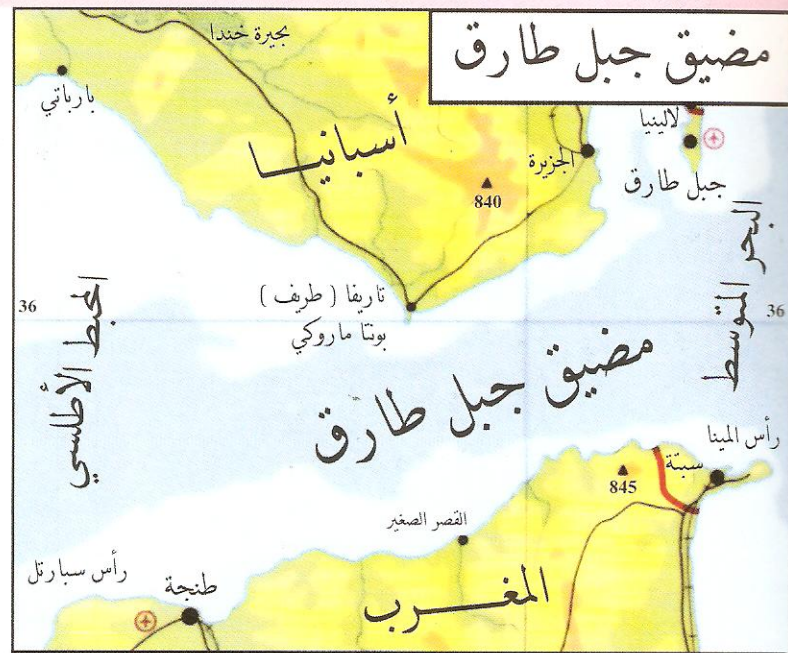 مضيق جبل طارق
بحيرة خندا
بارباتي
أسبانيا
لالينيا
الجزيرة
جبل طارق
840
البحر المتوسط
تاريفا ( طريف )
بونتا ماروكي
36
36
المحيط الأطلسي
مضيق جبل طارق
رأس المينا
سبتة
845
القصر الصغير
رأس سبارتل
طنجة
المغرب